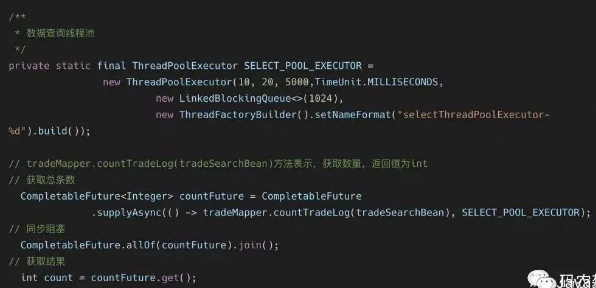 /**
* 数据查询线程池
*/
private static final ThreadPoolExecutor SELECT_POOL_EXECUTOR =
new ThreadPoolExecutor(10, 20, 5000,TimeUnit.MILLISECONDS,
new LinkedBlockingQueue<>(1024),
new ThreadFactoryBuilder().setNameFormat("selectThreadPoolExecutor-
%d").build());
// tradeMapper.countTradeLog(tradeSearchBean)方法表示，获取数量，返回值为int
// 获取总条数
CompletableFuture<Integer> countFuture = CompletableFuture
.supplyAsync(() -> tradeMapper.countTradeLog(tradeSearchBean), SELECT_POOL_EXECUTOR);
// 同步阻塞
CompletableFuture.allOf(countFuture).join();
// 获取结果
int count = countFuture.get();